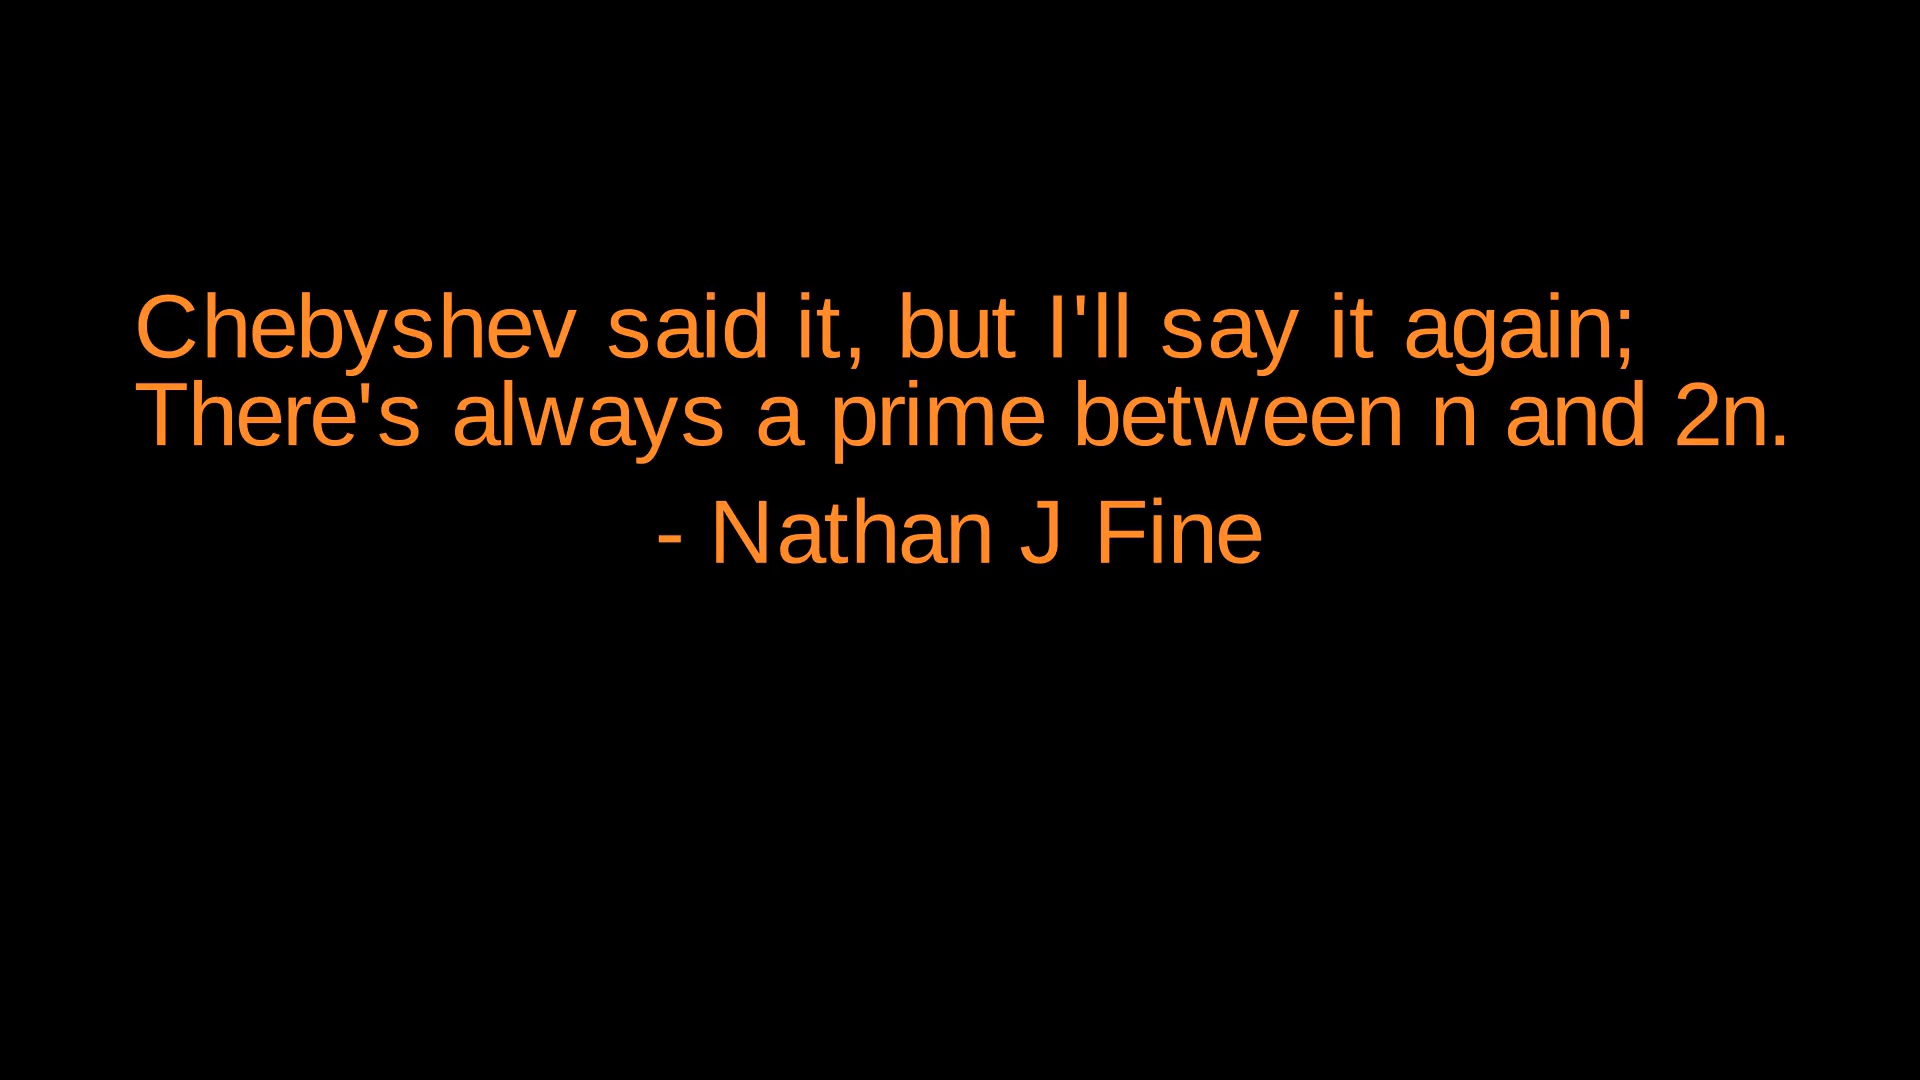 Chebyshev said it, but I'll say it again;
There's always a prime between n and 2n.
- Nathan J Fine